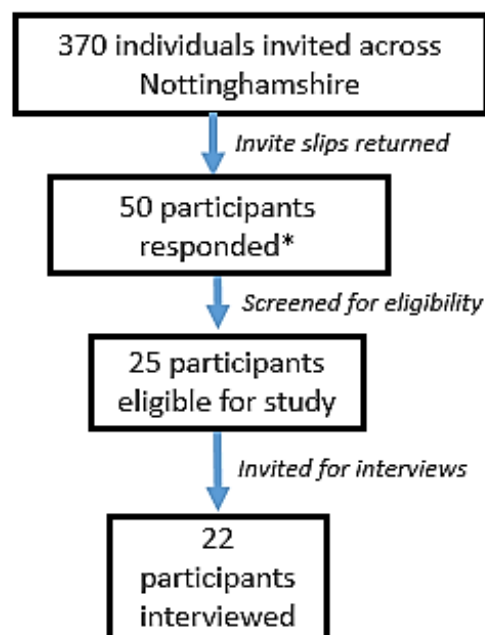 370 individuals invited across
Nottinghamshire
Invite slips returned
50 participants
responded*
Screened for eligibility
25 participants
eligible for study
Invited for interviews
22
participants
interviewed